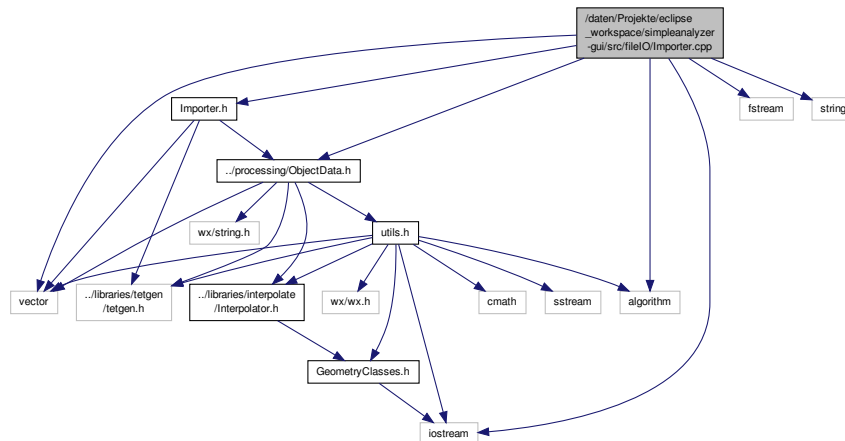 /daten/Projekte/eclipse
_workspace/simpleanalyzer
-gui/src/fileIO/Importer.cpp
Importer.h
fstream
string
../processing/ObjectData.h
wx/string.h
utils.h
vector
../libraries/tetgen
/tetgen.h
../libraries/interpolate
/Interpolator.h
wx/wx.h
cmath
sstream
algorithm
GeometryClasses.h
iostream